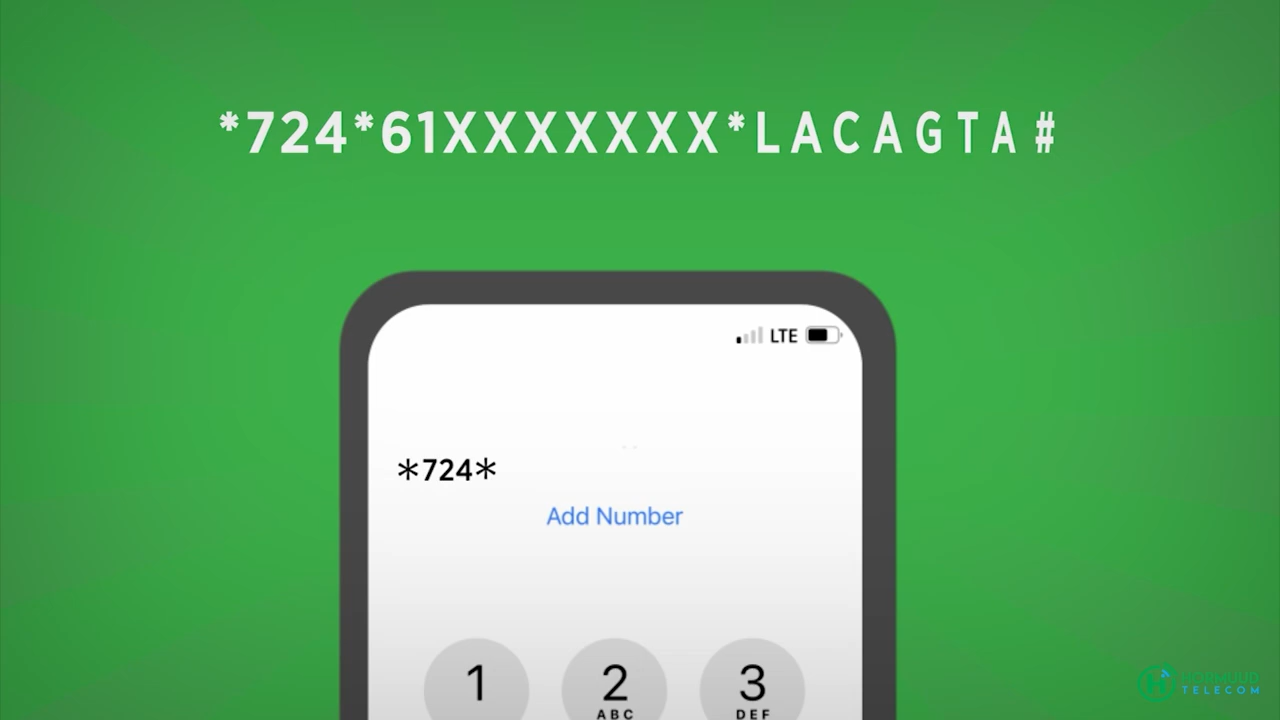 *724*61XXXXXXX*LACAGTA#
LTE
*724*
Add Number
1 2 3
ABC DEF
HORMUUD
TELECOM